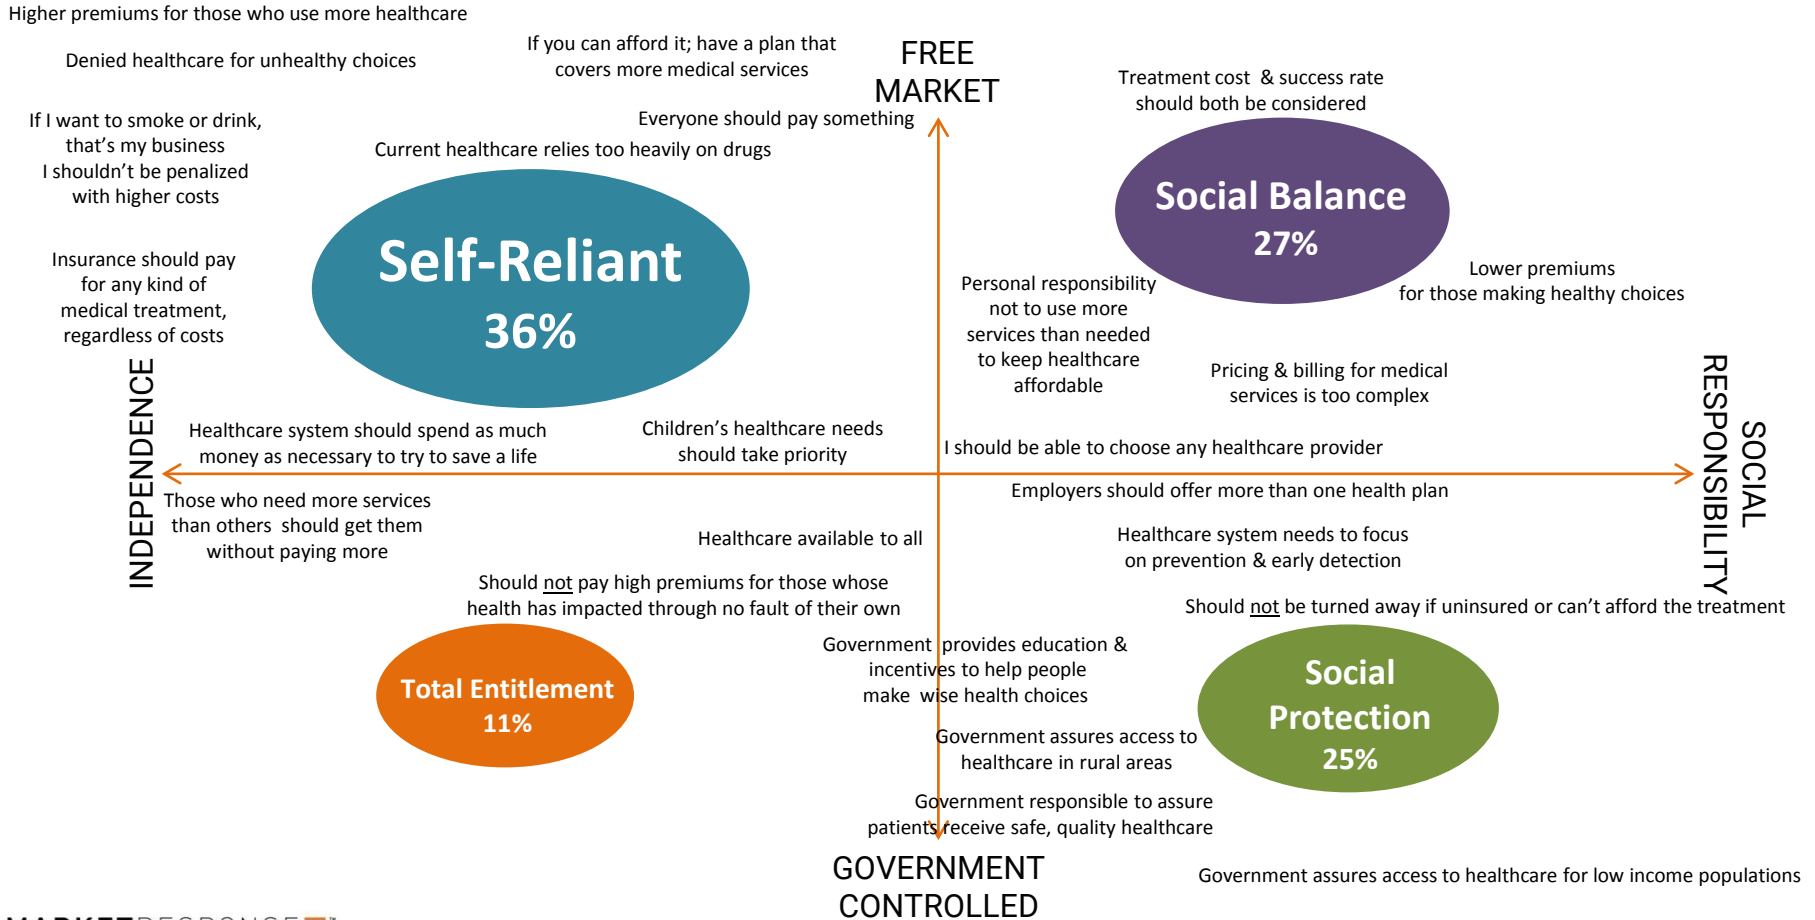 Higher premiums for those who use more healthcare
Denied healthcare for unhealthy choices
If you can afford it; have a plan that
covers more medical services
FREE
MARKET
Treatment cost & success rate
should both be considered
If I want to smoke or drink,
that's my business
I shouldn't be penalized
with higher costs
Everyone should pay something
Current healthcare relies too heavily on drugs
Self-Reliant
36%
Social Balance
27%
Insurance should pay
for any kind of
medical treatment,
regardless of costs
Personal responsibility
not to use more
services than needed
to keep healthcare
affordable
Lower premiums
for those making healthy choices
Pricing & billing for medical
services is too complex
INDEPENDENCE
SOCIAL
RESPONSIBILITY
Healthcare system should spend as much
money as necessary to try to save a life
Children's healthcare needs
should take priority
I should be able to choose any healthcare provider
Those who need more services
than others should get them
without paying more
Employers should offer more than one health plan
Healthcare available to all
Healthcare system needs to focus
on prevention & early detection
Should not pay high premiums for those whose
health has impacted through no fault of their own
Should not be turned away if uninsured or can't afford the treatment
Total Entitlement
11%
Government provides education &
incentives to help people
make wise health choices
Social
Protection
25%
Government assures access to
healthcare in rural areas
Government responsible to assure
patients receive safe, quality healthcare
GOVERNMENT
CONTROLLED
Government assures access to healthcare for low income populations
MARKETRESPONSE